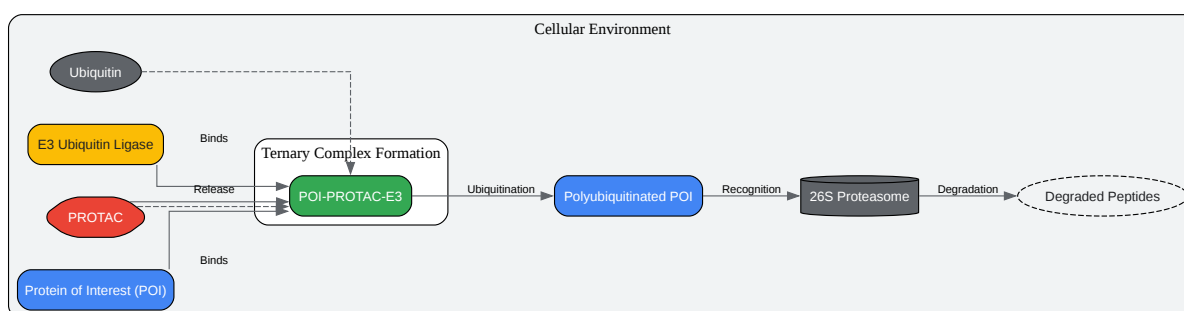 Cellular Environment
Ubiquitin
E3 Ubiquitin Ligase
Binds
Ternary Complex Formation
Release
POI-PROTAC-E3
Ubiquitination
Polyubiquitinated POI
Recognition
26S Proteasome
Degradation
Degraded Peptides
PROTAC
Binds
Protein of Interest (POI)